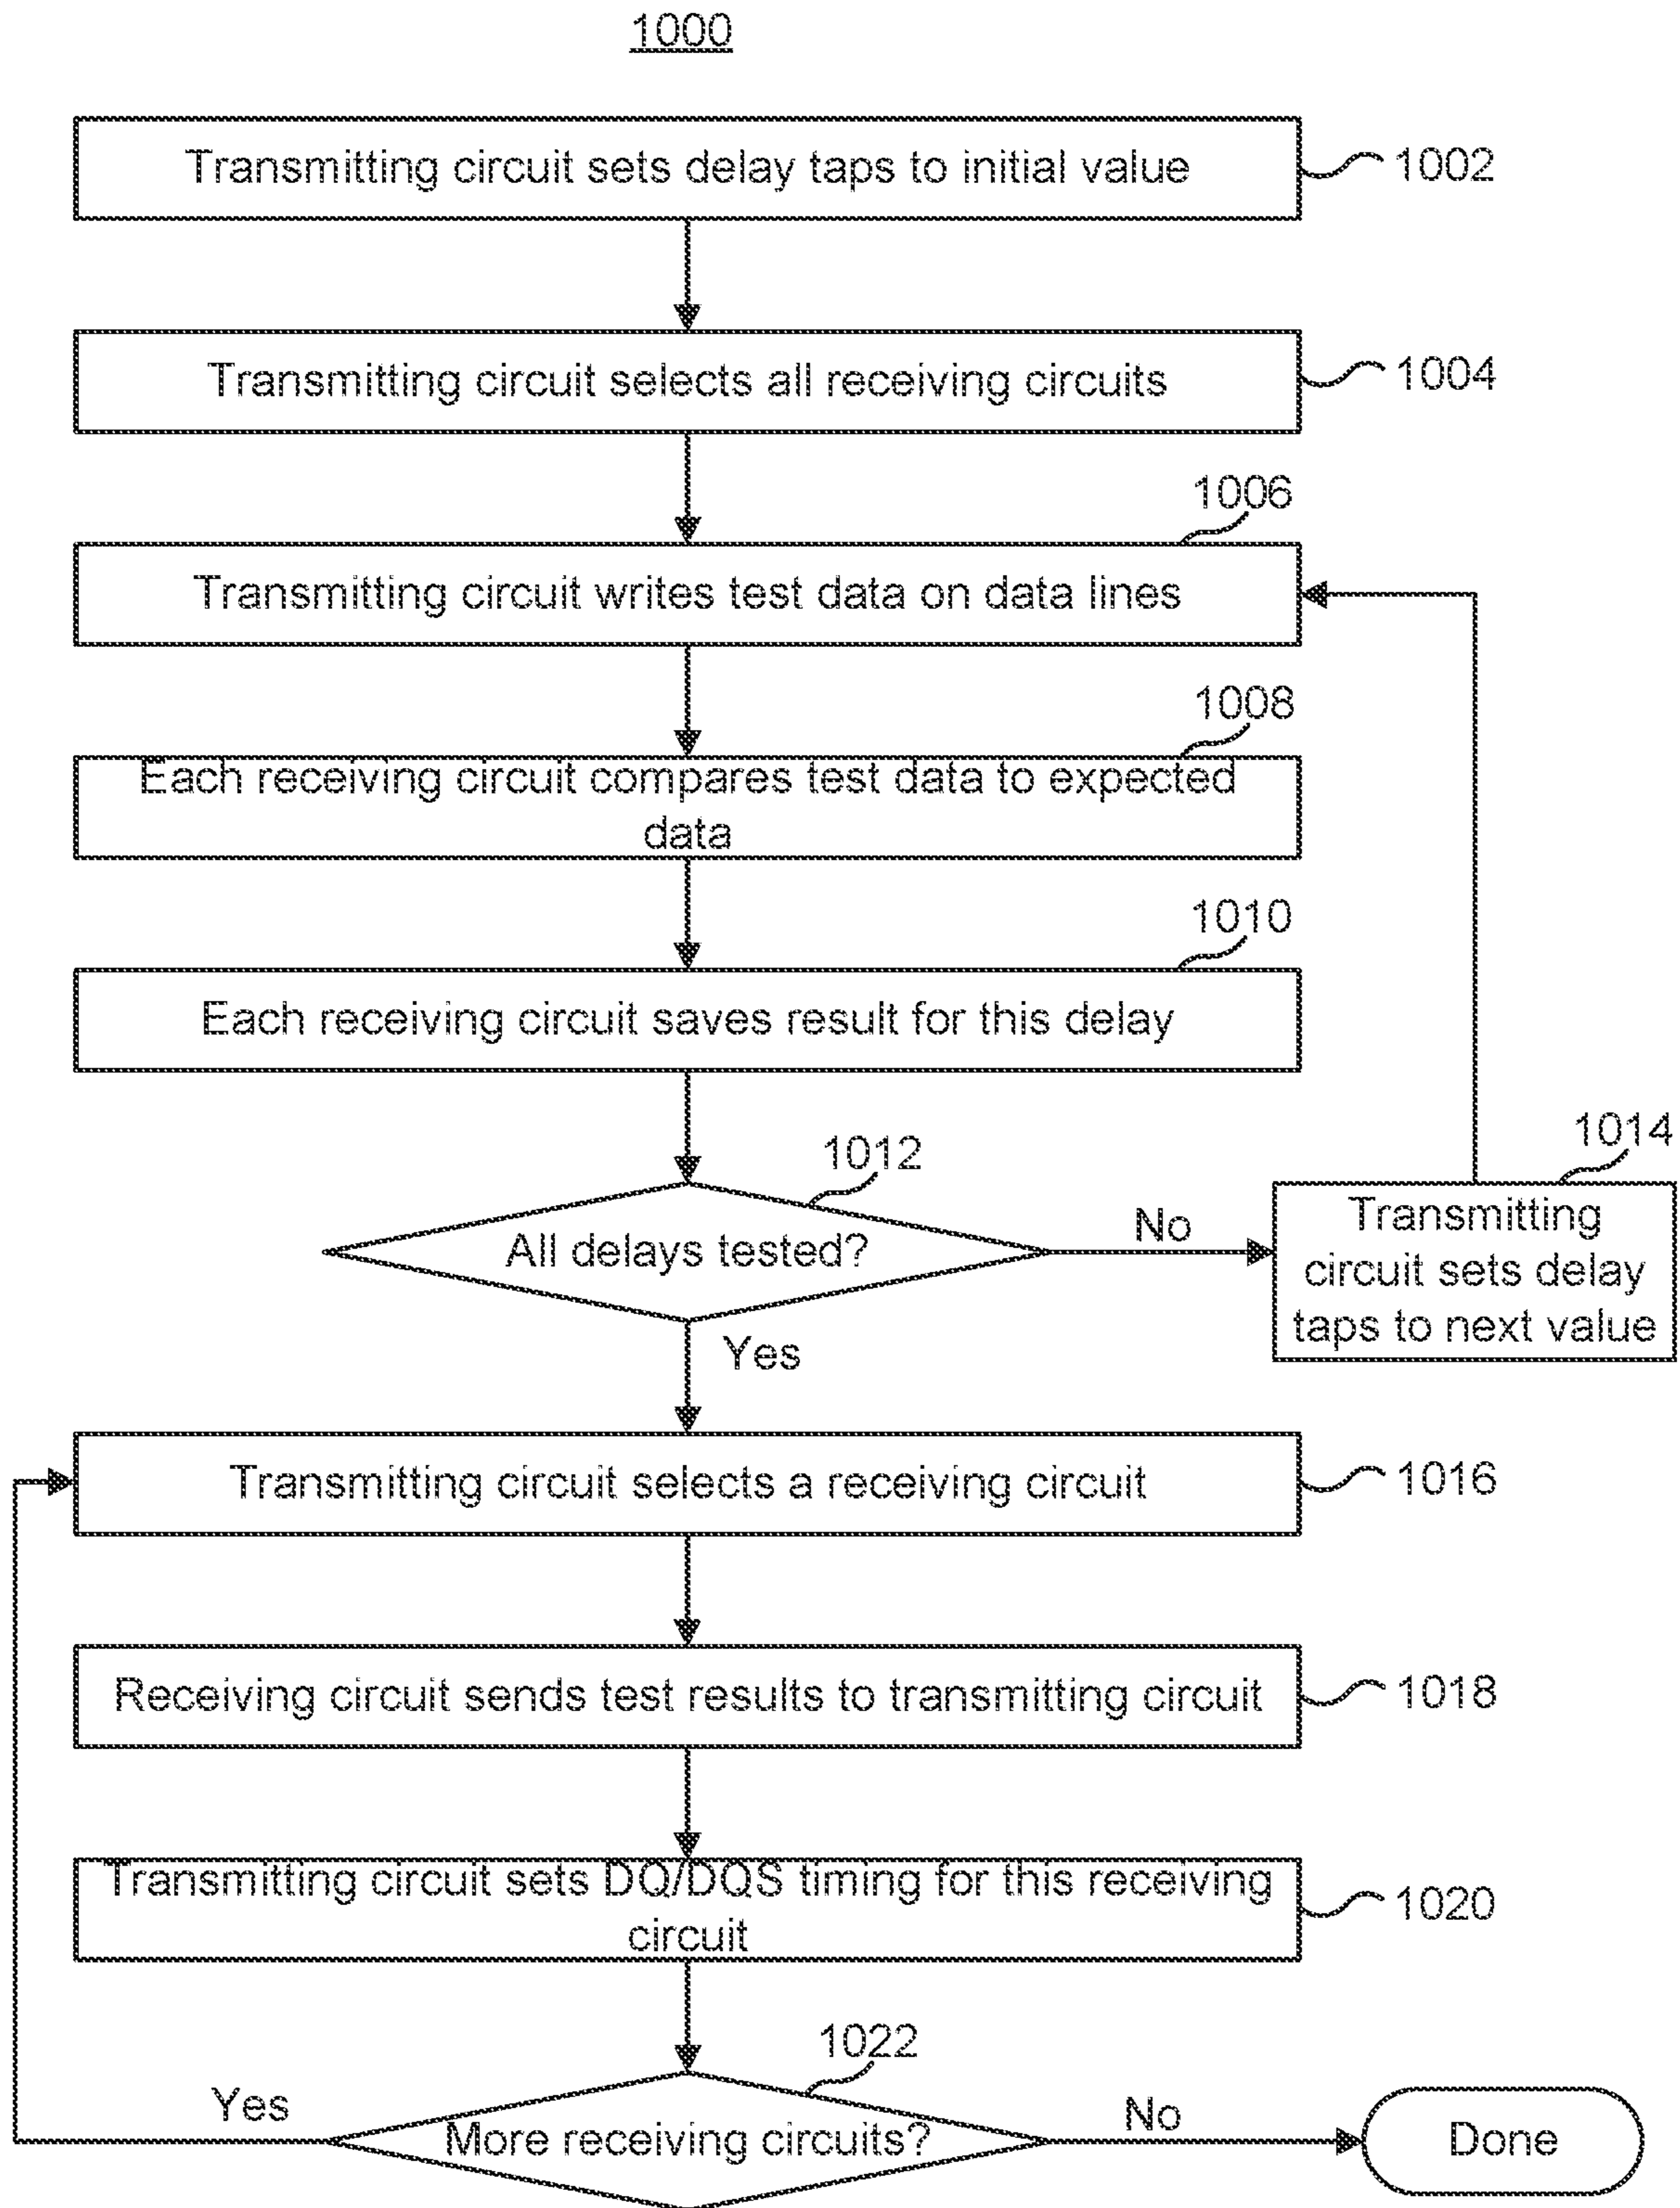 1000
Transmitting circuit sets delay taps to initial value
1002
Transmitting circuit selects all receiving circuits
1004
1006
Transmitting circuit writes test data on data lines
1008
Each receiving circuit compares test data to expected
data
1010
Each receiving circuit saves result for this delay
1012
All delays tested?
No
1014
Transmitting
circuit sets delay
taps to next value
Yes
Transmitting circuit selects a receiving circuit
1016
Receiving circuit sends test results to transmitting circuit
1018
Transmitting circuit sets DQ/DQS timing for this receiving
circuit
1020
1022
More receiving circuits?
Yes
No
Done